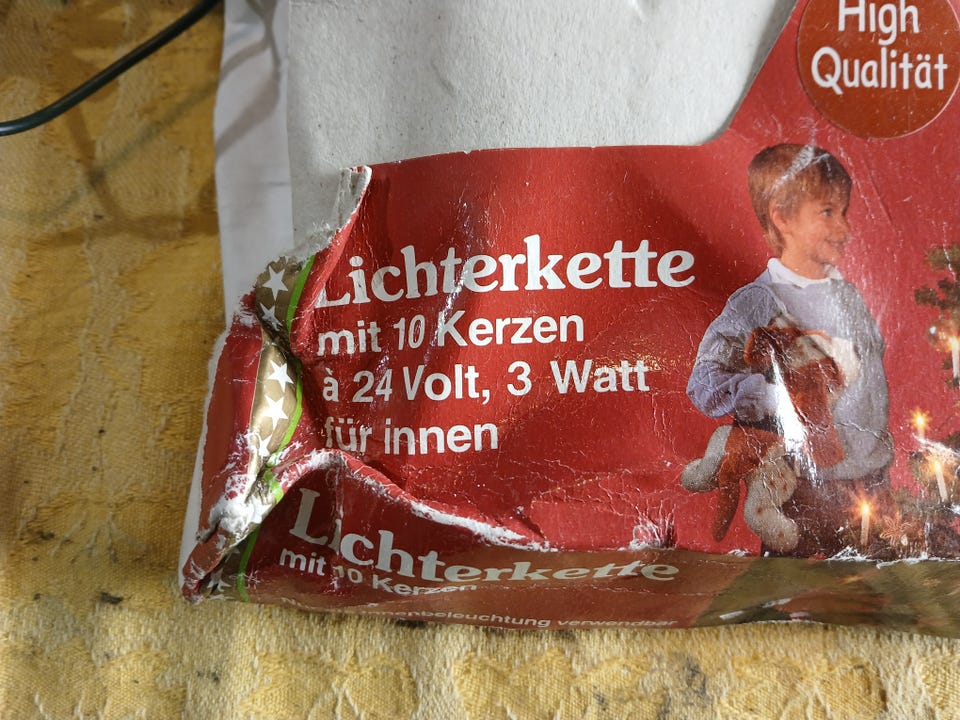 High
Qualität
Lichterkette
mit 10 Kerzen
à 24 Volt, 3 Watt
für innen
Lichterkette
mit 10 Kerzen
verwendbar